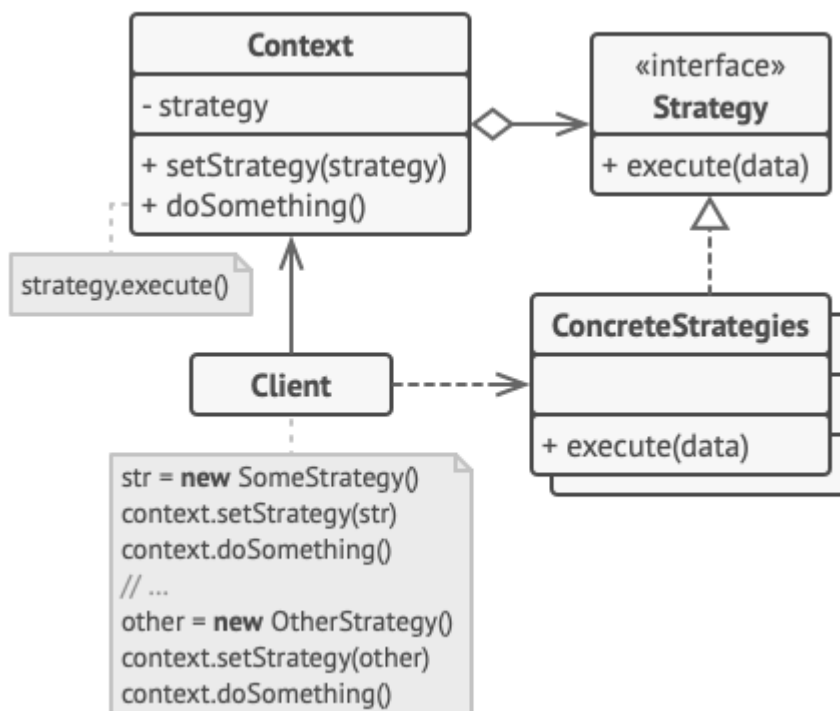 Context
- strategy
+ setStrategy(strategy)
+ doSomething()
«interface»
Strategy
+ execute(data)
strategy.execute()
Client
ConcreteStrategies
+ execute(data)
str = new SomeStrategy()
context.setStrategy(str)
context.doSomething()
// ...
other = new OtherStrategy()
context.setStrategy(other)
context.doSomething()